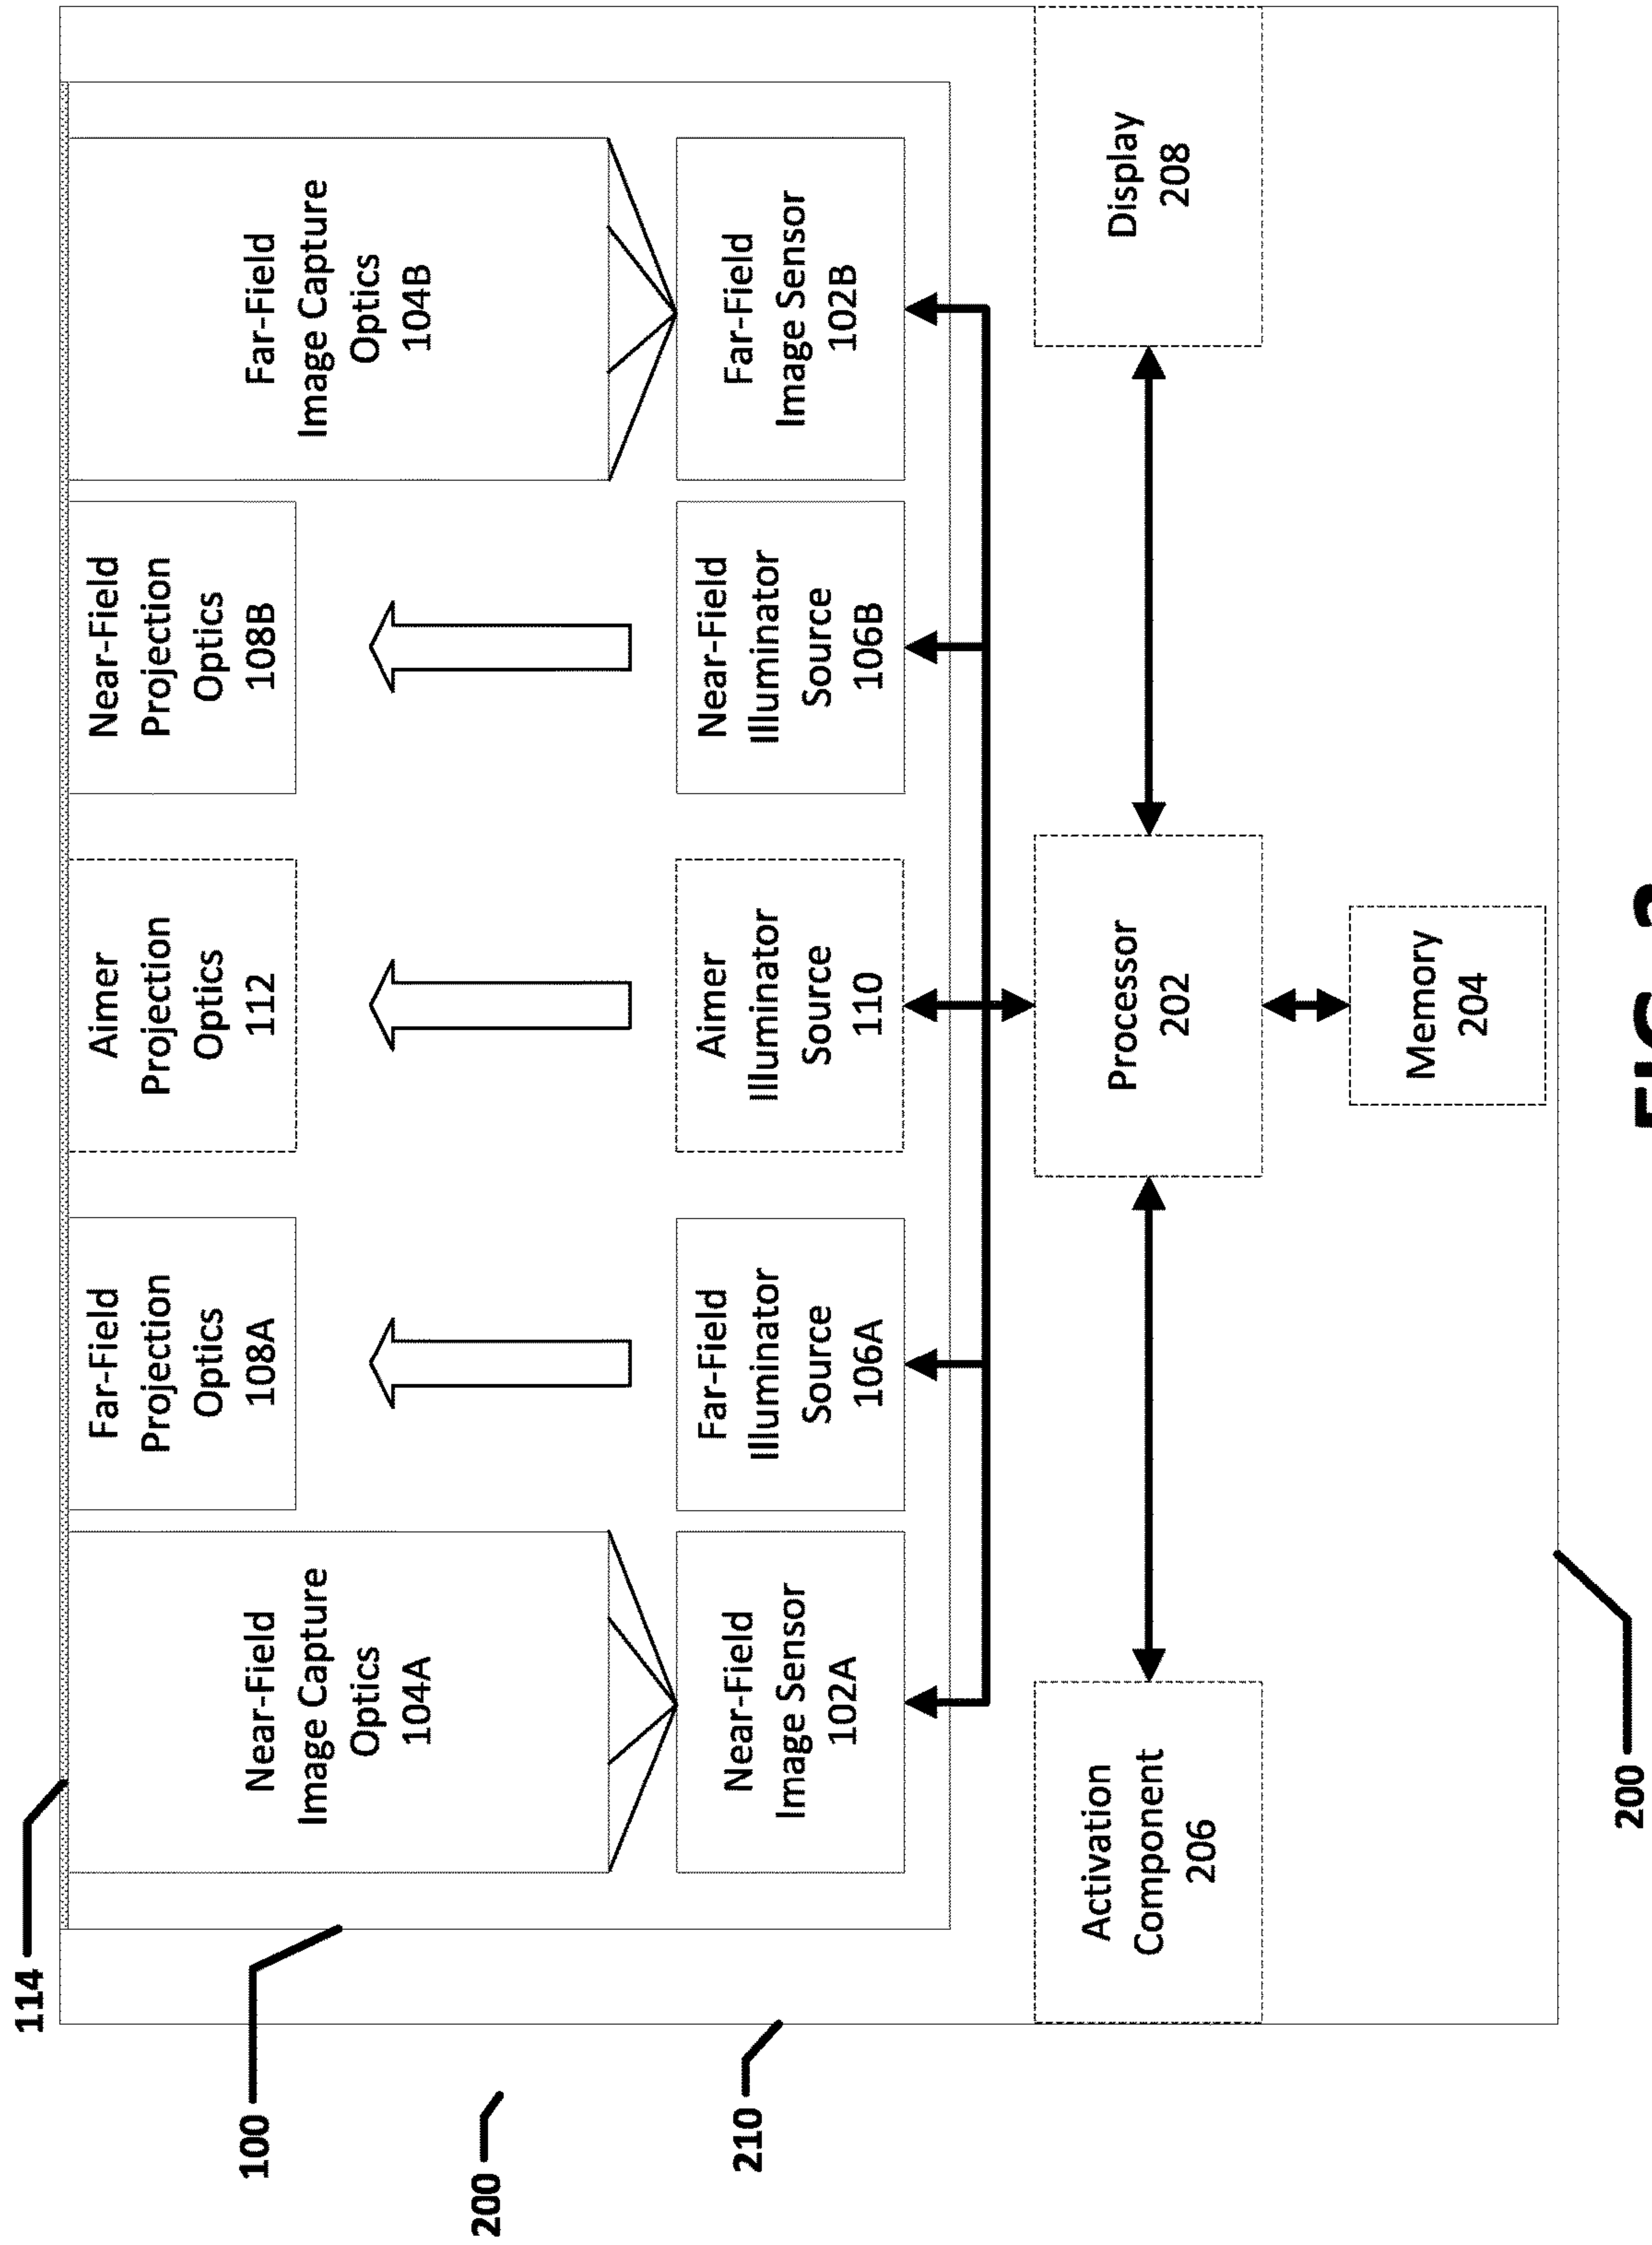 114
100
200
210
Near-Field
Image Capture
Optics
104A
Far-Field
Projection
Optics
108A
Aimer
Projection
Optics
112
Near-Field
Projection
Optics
108B
Far-Field
Image Capture
Optics
104B
Near-Field
Image Sensor
102A
Far-Field
Illuminator
Source
106A
Aimer
Illuminator
Source
110
Near-Field
Illuminator
Source
106B
Far-Field
Image Sensor
102B
Activation
Component
206
Processor
202
Display
208
Memory
204
200